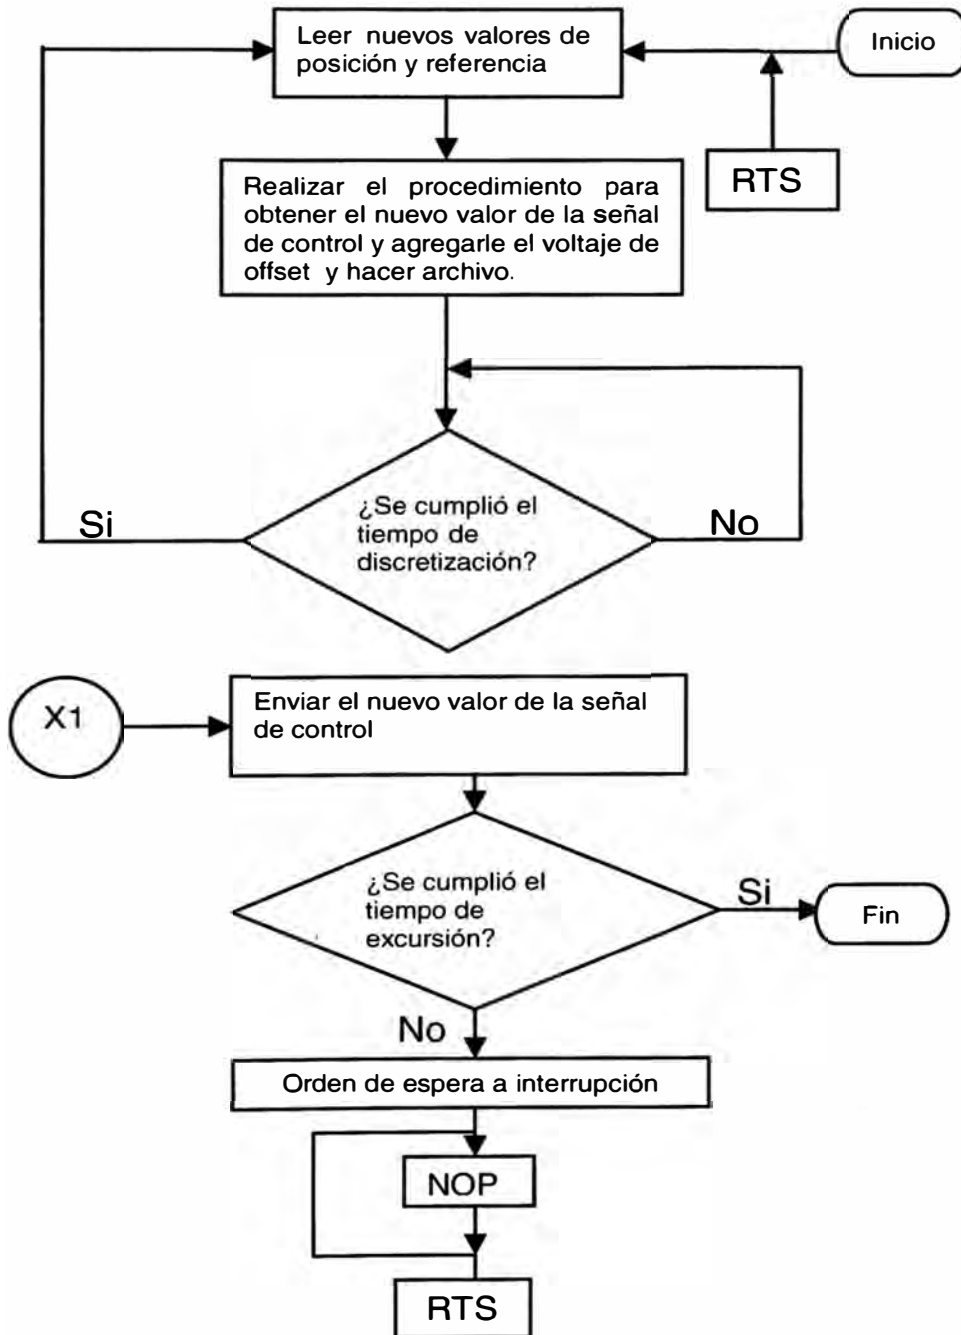 Leer nuevos valores de
posición y referencia
Inicio
RTS
Realizar el procedimiento para
obtener el nuevo valor de la señal
de control y agregarle el voltaje de
offset y hacer archivo.
¿Se cumplió el
tiempo de
discretización?
Si
No
X1
Enviar el nuevo valor de la señal
de control
¿Se cumplió el
tiempo de
excursión?
Si
Fin
No
Orden de espera a interrupción
NOP
RTS